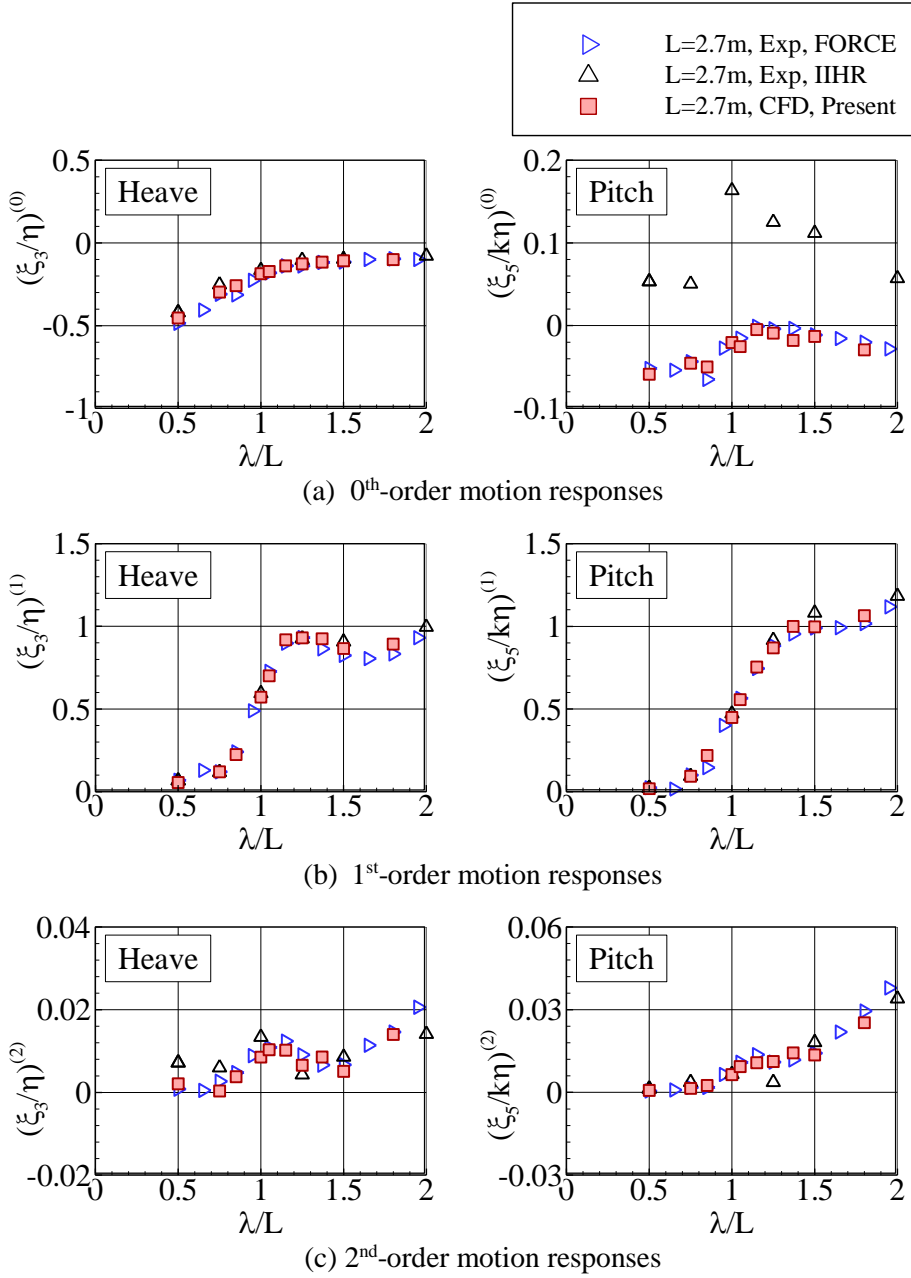 L=2.7m, Exp, FORCE
L=2.7m, Exp, IIHR
L=2.7m, CFD, Present
0.5
0
-0.5
-1
(ξ₃/η)⁽⁰⁾
Heave
0 0.5 1 1.5 2
λ/L
0.2
0.1
0
-0.1
(ξ₅/kη)⁽⁰⁾
Pitch
0 0.5 1 1.5 2
λ/L
(a) 0ᵗʰ-order motion responses
1.5
1
0.5
0
(ξ₃/η)⁽¹⁾
Heave
0 0.5 1 1.5 2
λ/L
1.5
1
0.5
0
(ξ₅/kη)⁽¹⁾
Pitch
0 0.5 1 1.5 2
λ/L
(b) 1ˢᵗ-order motion responses
0.04
0.02
0
-0.02
(ξ₃/η)⁽²⁾
Heave
0 0.5 1 1.5 2
λ/L
0.06
0.03
0
-0.03
(ξ₅/kη)⁽²⁾
Pitch
0 0.5 1 1.5 2
λ/L
(c) 2ⁿᵈ-order motion responses